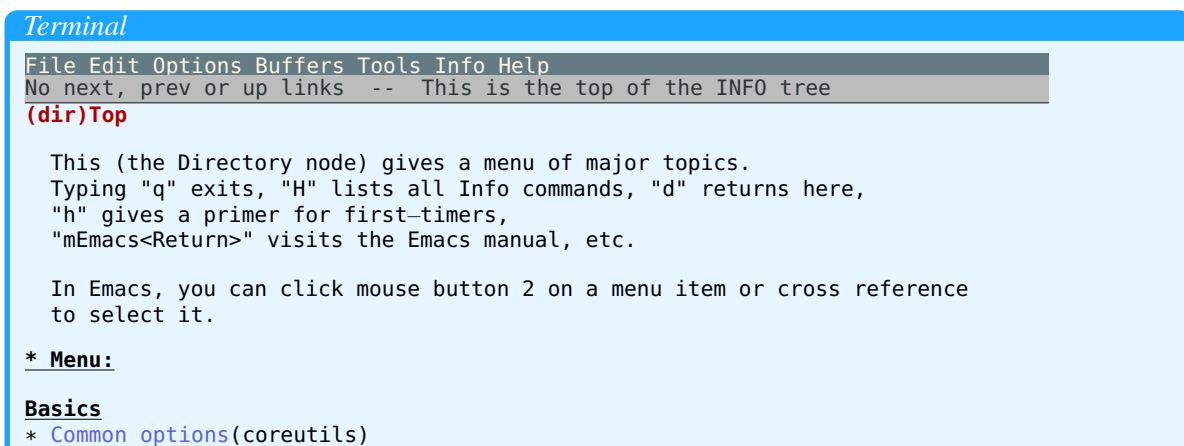 Terminal
File Edit Options Buffers Tools Info Help
No next, prev or up links  --  This is the top of the INFO tree
(dir)Top
This (the Directory node) gives a menu of major topics.
Typing "q" exits, "H" lists all Info commands, "d" returns here,
"h" gives a primer for first–timers,
"mEmacs<Return>" visits the Emacs manual, etc.
In Emacs, you can click mouse button 2 on a menu item or cross reference
to select it.
* Menu:
Basics
* Common options(coreutils)